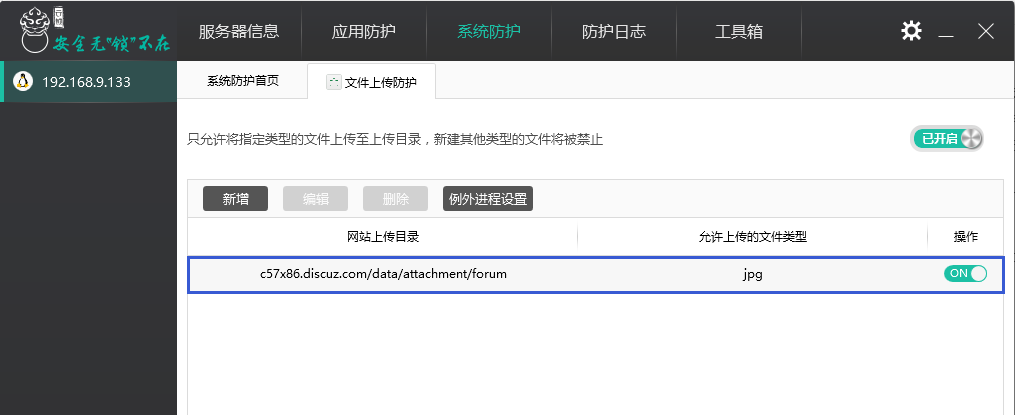 安全无"锁"不在
服务器信息
应用防护
系统防护
防护日志
工具箱
192.168.9.133
系统防护首页
文件上传防护
只允许将指定类型的文件上传至上传目录，新建其他类型的文件将被禁止
已开启
新增
编辑
删除
例外进程设置
网站上传目录
允许上传的文件类型
操作
c57x86.discuz.com/data/attachment/forum
jpg
ON